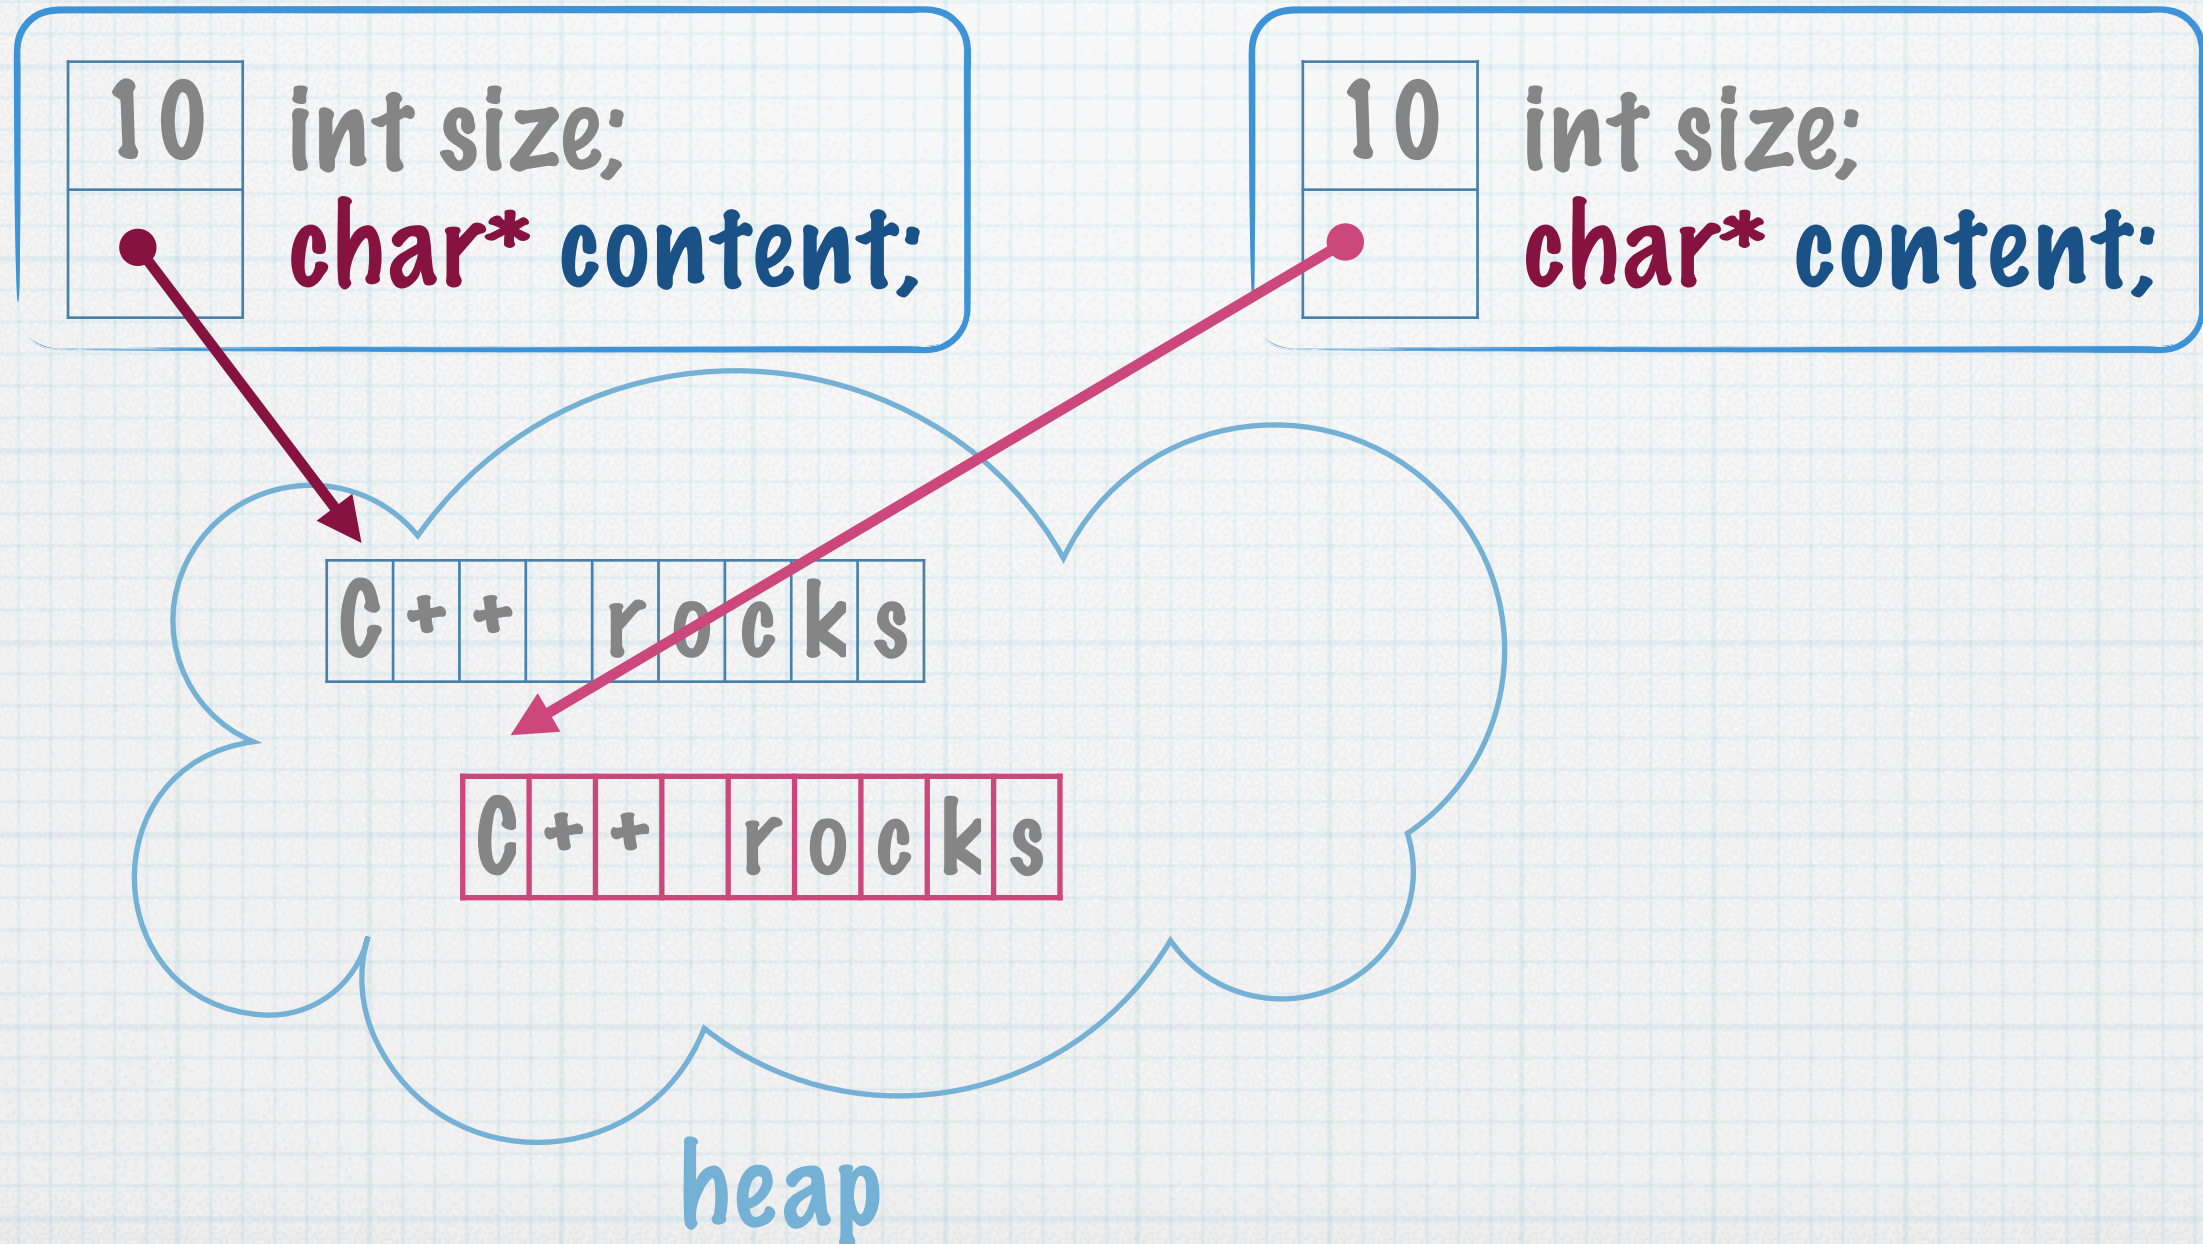 10 int size;
char* content;
10 int size;
char* content;
C++ rocks
C++ rocks
heap